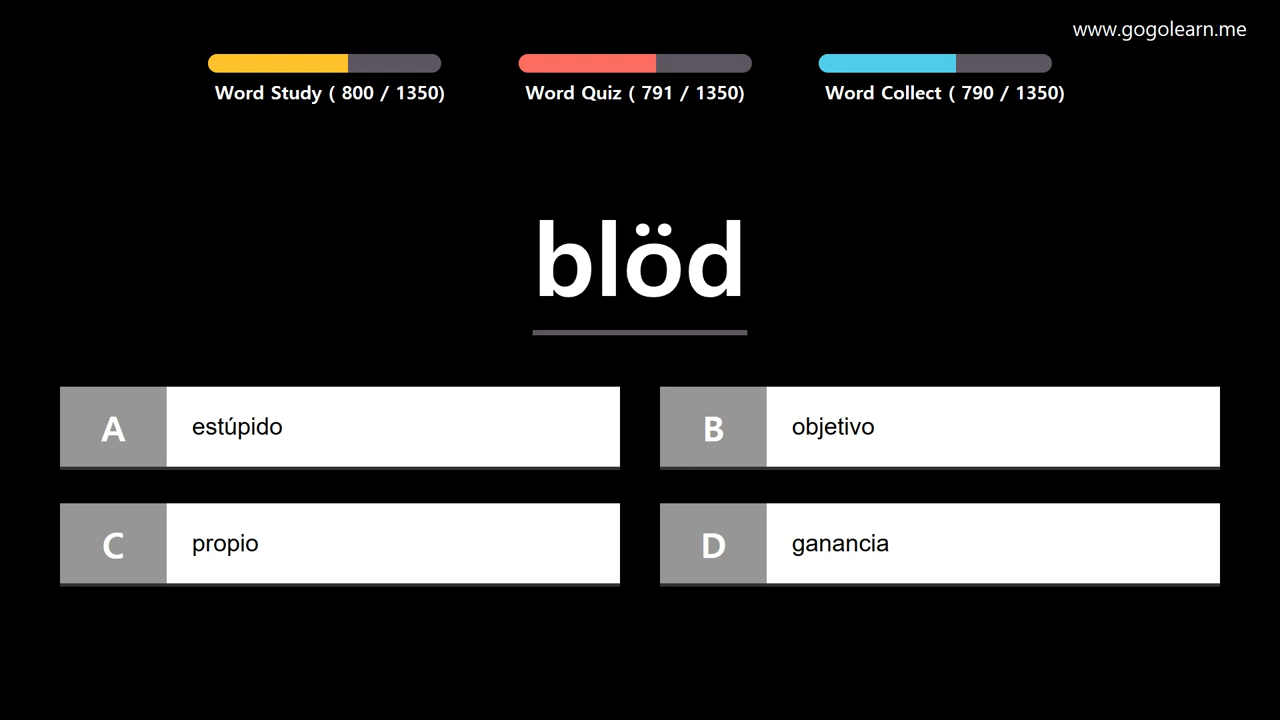 www.gogolearn.me
Word Study ( 800 / 1350)
Word Quiz ( 791 / 1350)
Word Collect ( 790 / 1350)
blöd
A estúpido
B objetivo
C propio
D ganancia